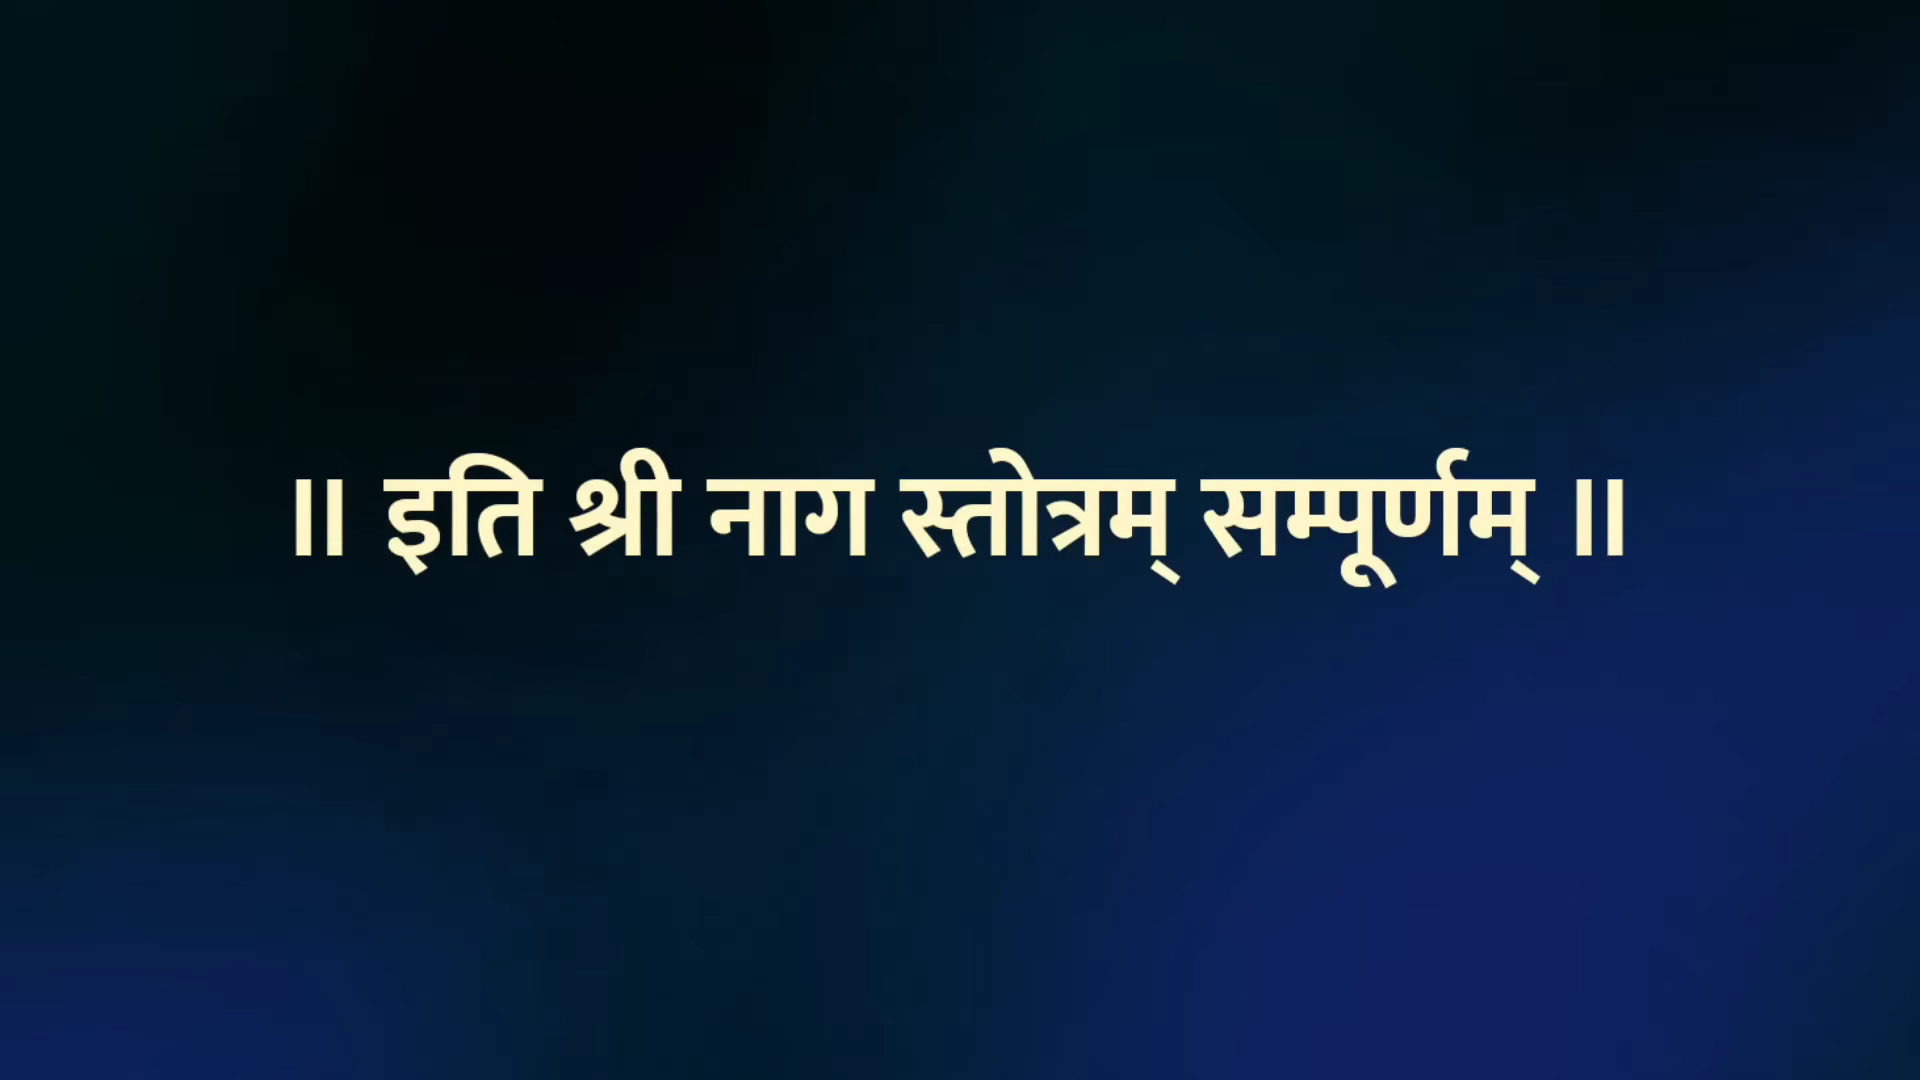 ॥ इति श्री नाग स्तोत्रम् सम्पूर्णम् ॥